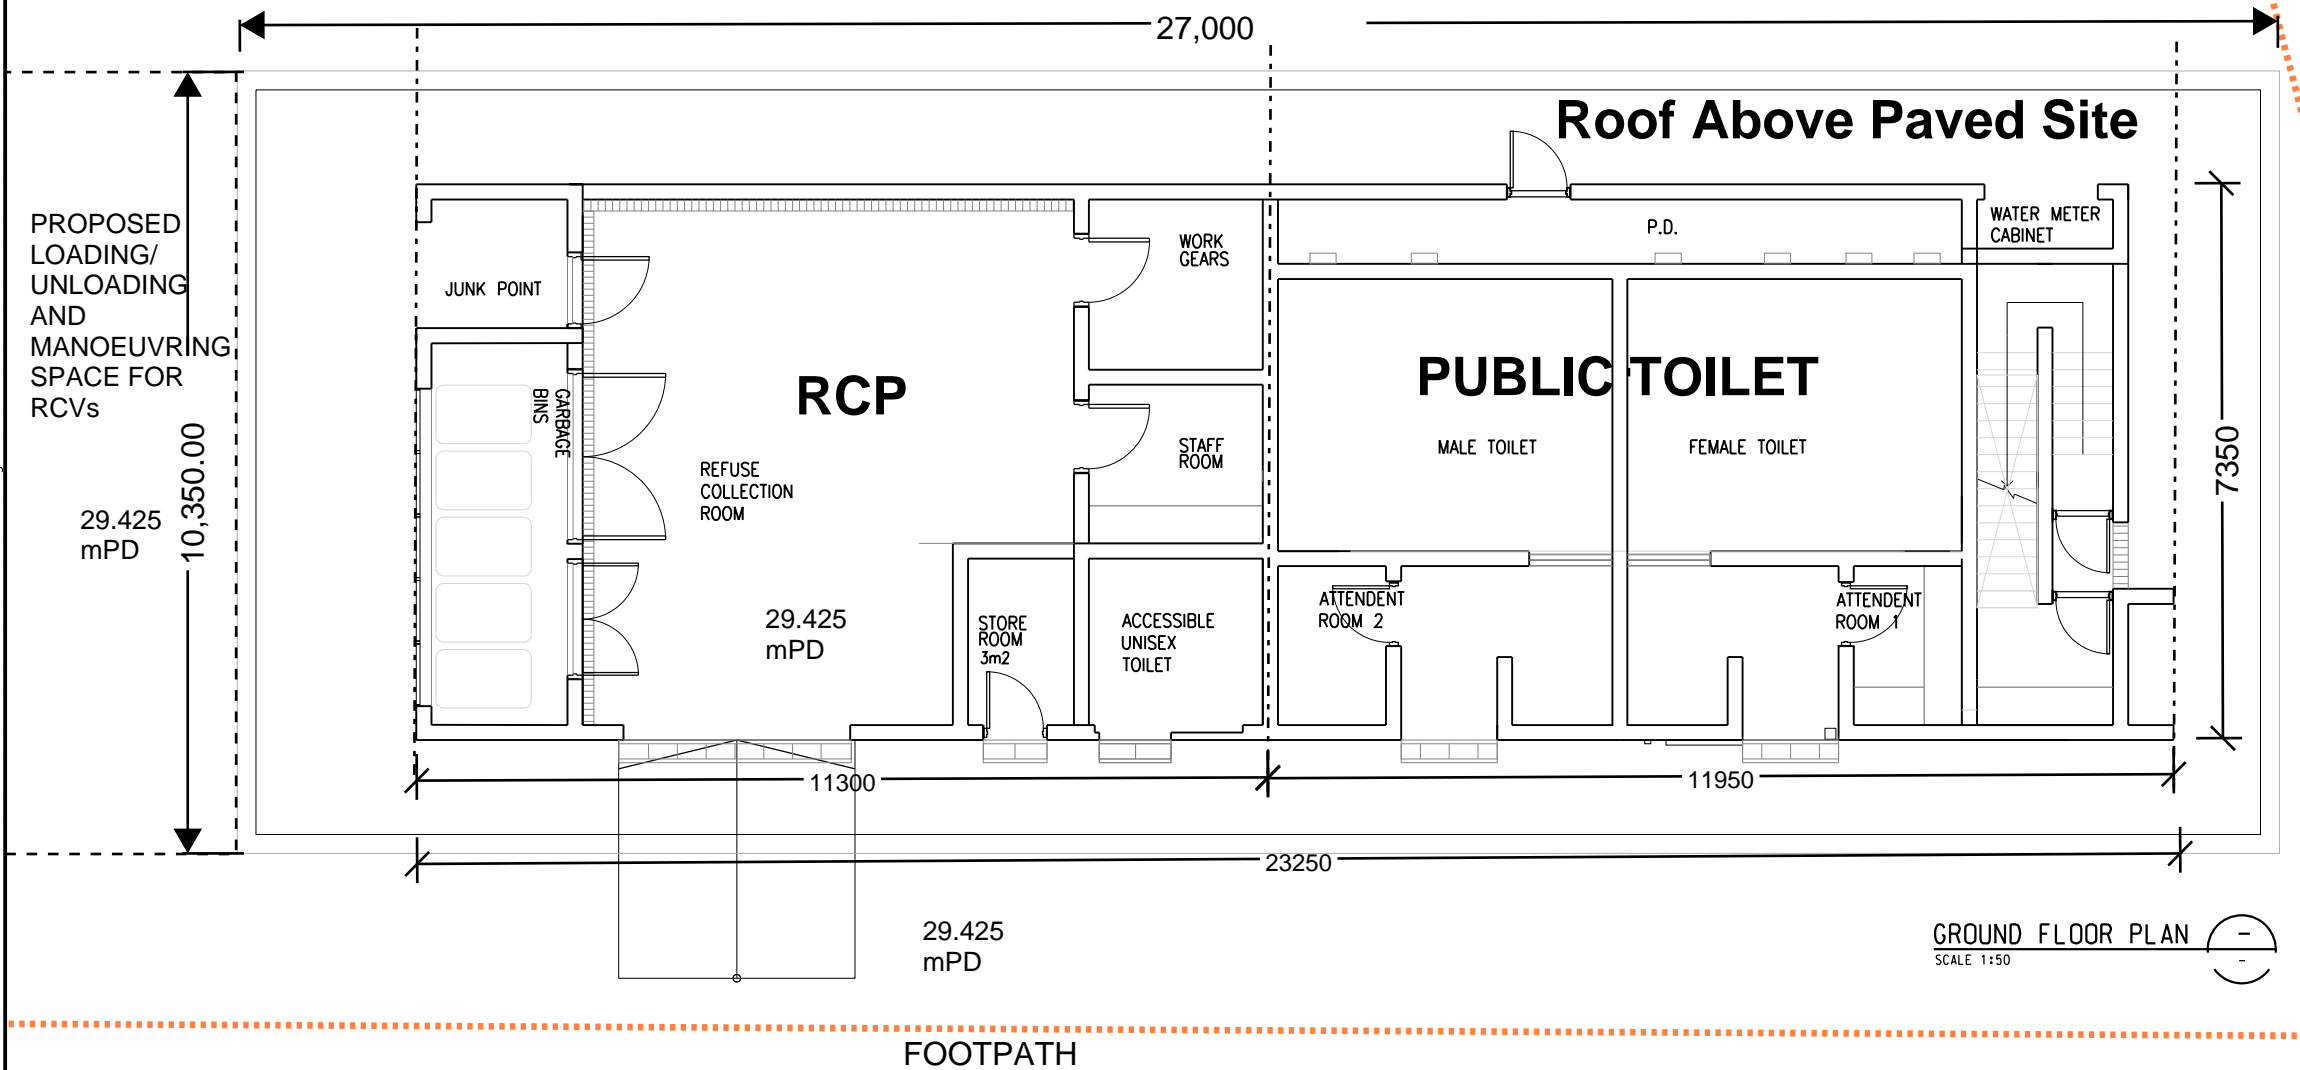 27,000
Roof Above Paved Site
PROPOSED
LOADING/
UNLOADING
AND
MANOEUVRING
SPACE FOR
RCVs
10,350.00
29.425
mPD
JUNK POINT
GARBAGE
BINS
RCP
REFUSE
COLLECTION
ROOM
29.425
mPD
WORK
GEARS
STAFF
ROOM
STORE
ROOM
3m2
ACCESSIBLE
UNISEX
TOILET
P.D.
WATER METER
CABINET
PUBLIC TOILET
MALE TOILET
FEMALE TOILET
ATTENDENT
ROOM 2
ATTENDENT
ROOM 1
7350
11300
11950
23250
29.425
mPD
GROUND FLOOR PLAN
SCALE 1:50
-
-
FOOTPATH